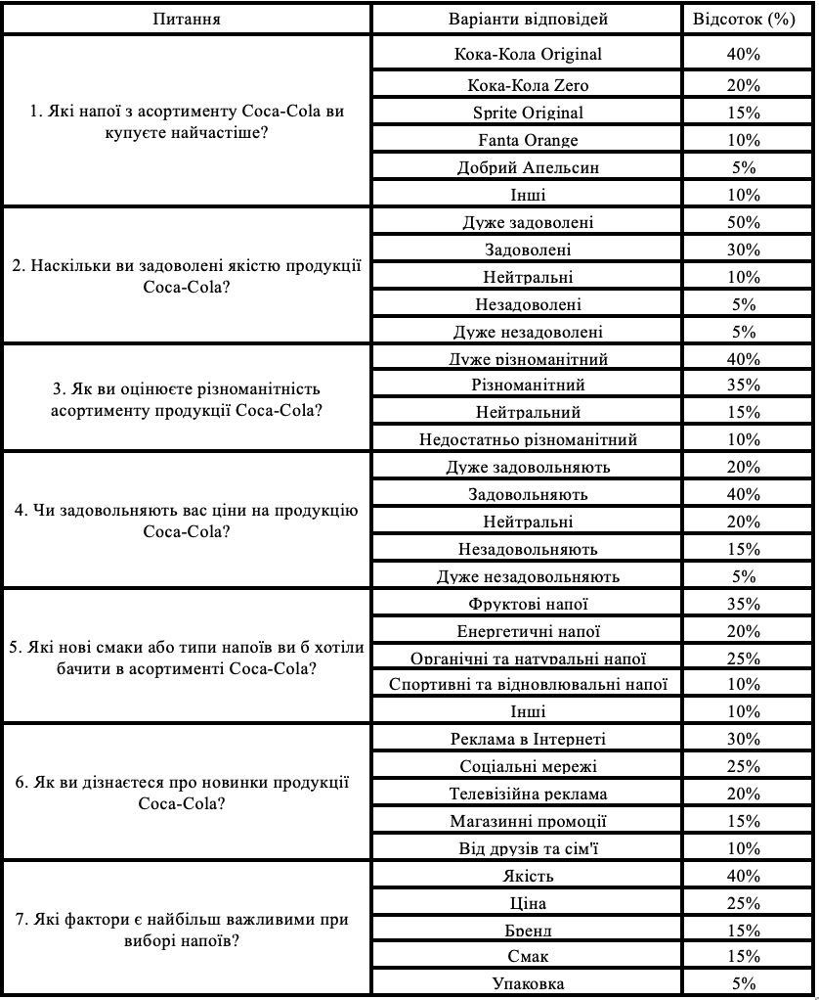 Питання Варіанти відповідей Відсоток (%)
1. Які напої з асортименту Coca-Cola ви
купуєте найчастіше?
Кока-Кола Original 40%
Кока-Кола Zero 20%
Sprite Original 15%
Fanta Orange 10%
Добрий Апельсин 5%
Інші 10%
2. Наскільки ви задоволені якістю продукції
Coca-Cola?
Дуже задоволені 50%
Задоволені 30%
Нейтральні 10%
Незадоволені 5%
Дуже незадоволені 5%
3. Як ви оцінюєте різноманітність
асортименту продукції Coca-Cola?
Дуже різноманітний 40%
Різноманітний 35%
Нейтральний 15%
Недостатньо різноманітний 10%
4. Чи задовольняють вас ціни на продукцію
Coca-Cola?
Дуже задовольняють 20%
Задовольняють 40%
Нейтральні 20%
Незадовольняють 15%
Дуже незадовольняють 5%
5. Які нові смаки або типи напоїв ви б хотіли
бачити в асортименті Coca-Cola?
Фруктові напої 35%
Енергетичні напої 20%
Органічні та натуральні напої 25%
Спортивні та відновлювальні напої 10%
Інші 10%
6. Як ви дізнаєтеся про новинки продукції
Coca-Cola?
Реклама в Інтернеті 30%
Соціальні мережі 25%
Телевізійна реклама 20%
Магазинні промоції 15%
Від друзів та сім'ї 10%
7. Які фактори є найбільш важливими при
виборі напоїв?
Якість 40%
Ціна 25%
Бренд 15%
Смак 15%
Упаковка 5%